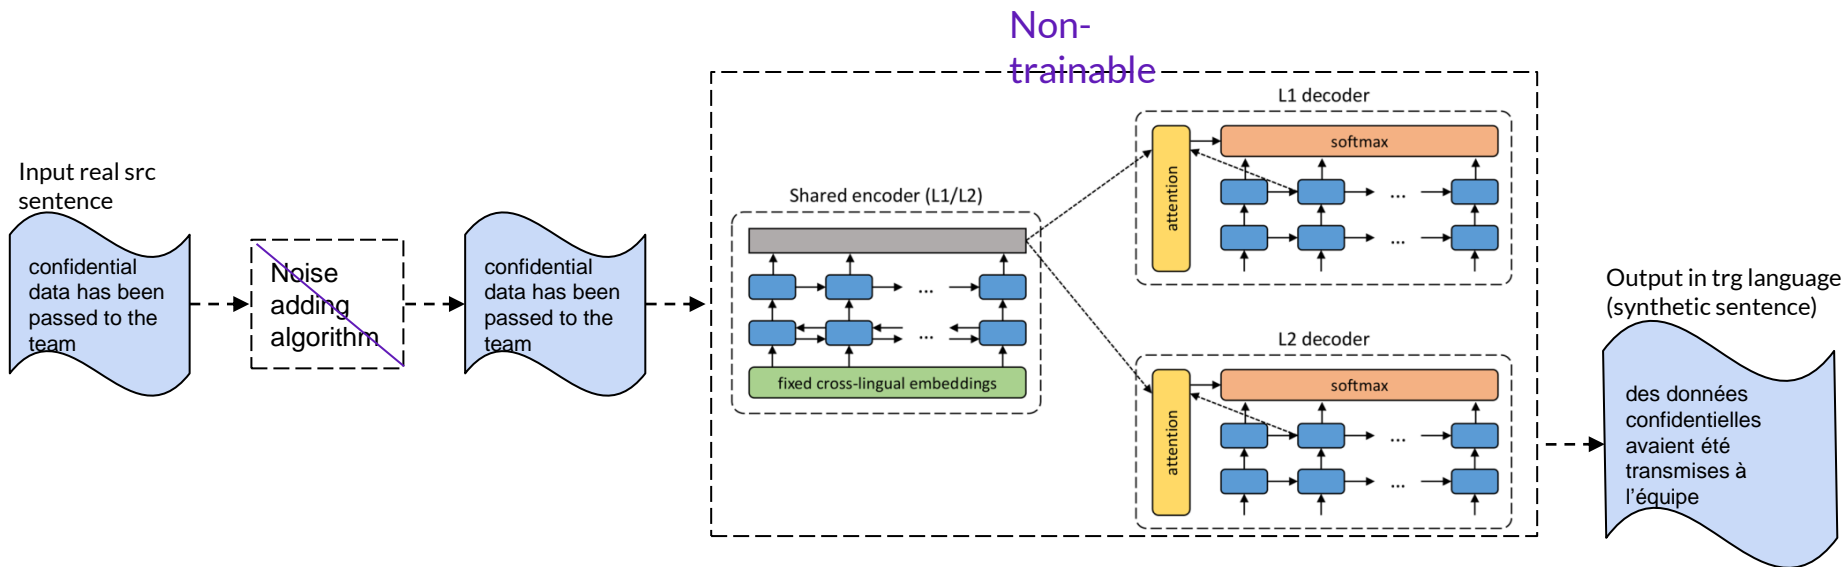 Non-
trainable
Input real src
sentence
confidential
data has been
passed to the
team
Noise
adding
algorithm
confidential
data has been
passed to the
team
Shared encoder (L1/L2)
...
...
fixed cross-lingual embeddings
L1 decoder
attention
softmax
...
...
L2 decoder
attention
softmax
...
...
Output in trg language
(synthetic sentence)
des données
confidentielles
avaient été
transmises à
l’équipe